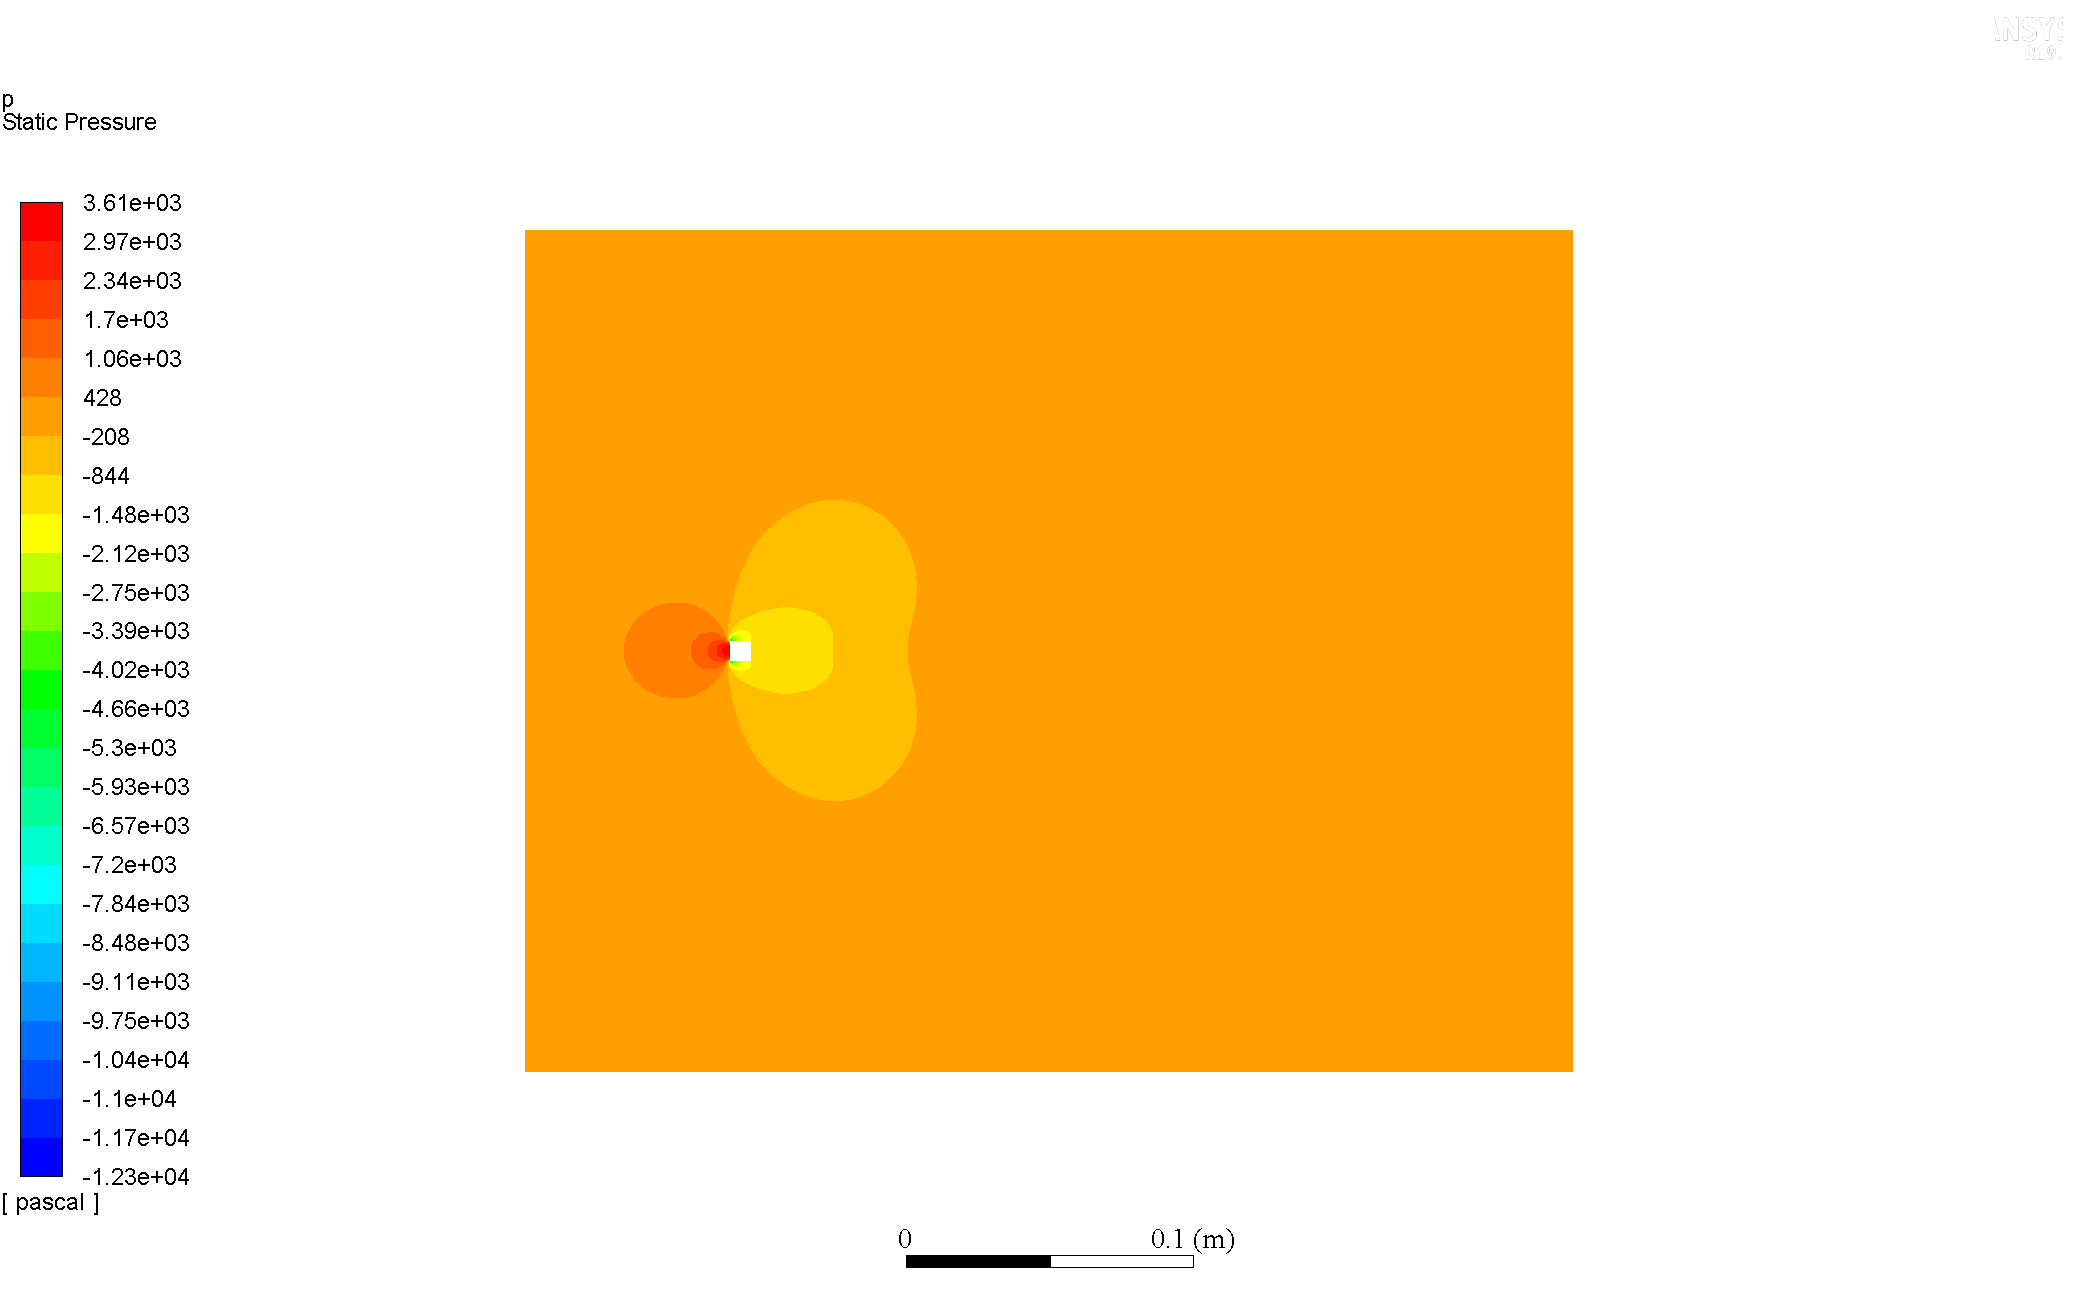 ANSYS
R19.
p
Static Pressure
3.61e+03
2.97e+03
2.34e+03
1.7e+03
1.06e+03
428
-208
-844
-1.48e+03
-2.12e+03
-2.75e+03
-3.39e+03
-4.02e+03
-4.66e+03
-5.3e+03
-5.93e+03
-6.57e+03
-7.2e+03
-7.84e+03
-8.48e+03
-9.11e+03
-9.75e+03
-1.04e+04
-1.1e+04
-1.17e+04
-1.23e+04
[ pascal ]
0 0.1 (m)